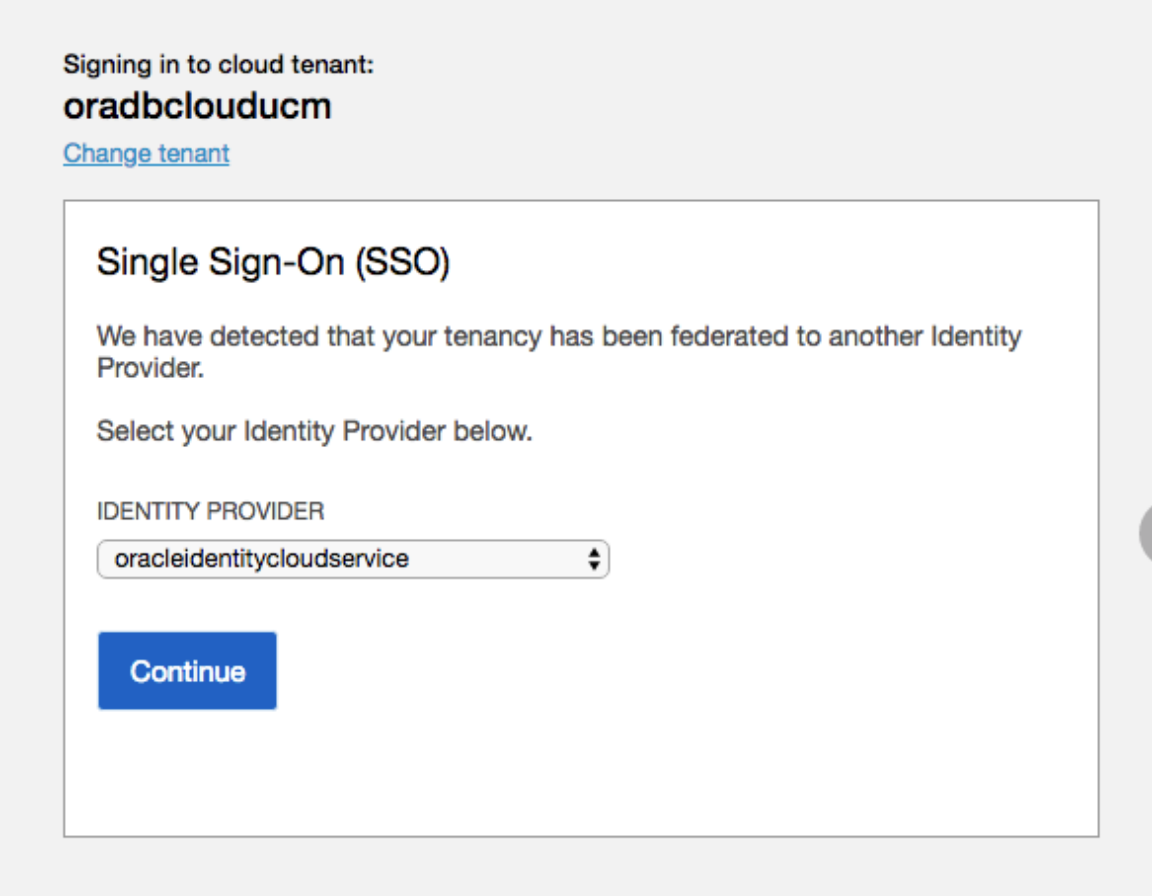 Signing in to cloud tenant:
oradbclouducm
Change tenant
Single Sign-On (SSO)
We have detected that your tenancy has been federated to another Identity
Provider.
Select your Identity Provider below.
IDENTITY PROVIDER
oracleidentitycloudservice
Continue